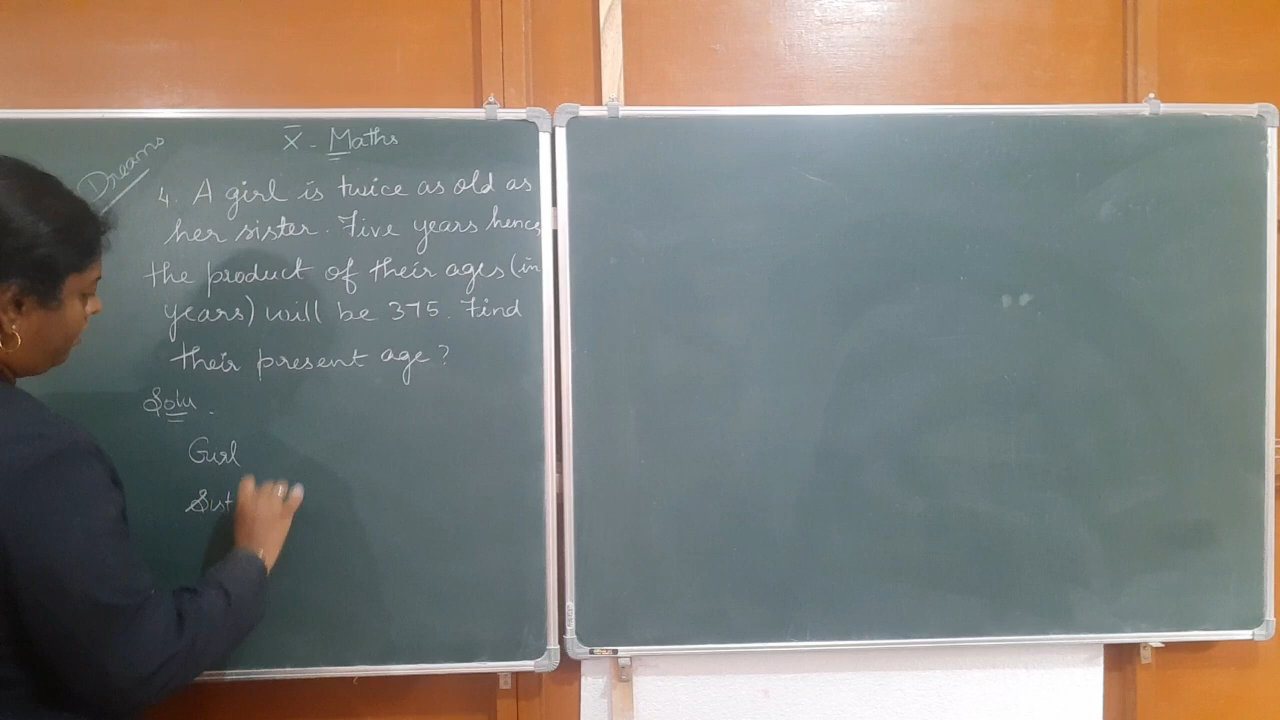 Dreams
X - Maths
4. A girl is twice as old as
her sister. Five years hence
the product of their ages (in
years) will be 375. Find
their present age?
Solu.
Girl
Sist